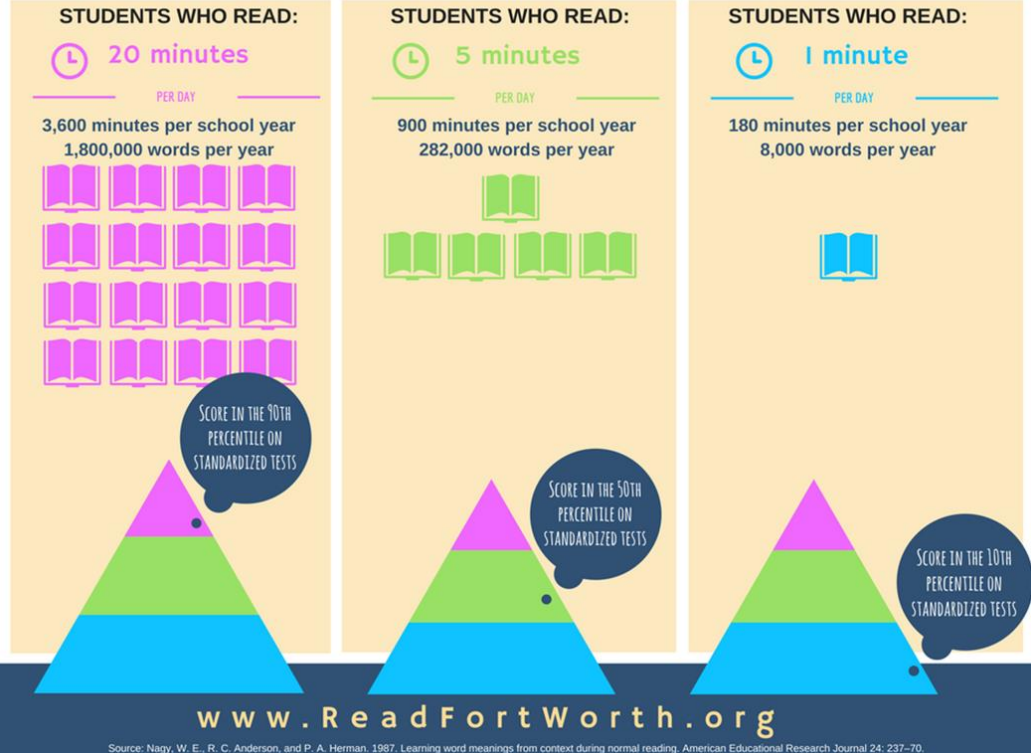 STUDENTS WHO READ:
20 minutes
PER DAY
3,600 minutes per school year
1,800,000 words per year
SCORE IN THE 90TH
PERCENTILE ON
STANDARDIZED TESTS
STUDENTS WHO READ:
5 minutes
PER DAY
900 minutes per school year
282,000 words per year
SCORE IN THE 50TH
PERCENTILE ON
STANDARDIZED TESTS
STUDENTS WHO READ:
1 minute
PER DAY
180 minutes per school year
8,000 words per year
SCORE IN THE 10TH
PERCENTILE ON
STANDARDIZED TESTS
www.ReadFortWorth.org
Source: Nagy, W. E., R. C. Anderson, and P. A. Herman. 1987. Learning word meanings from context during normal reading. American Educational Research Journal 24: 237–70.